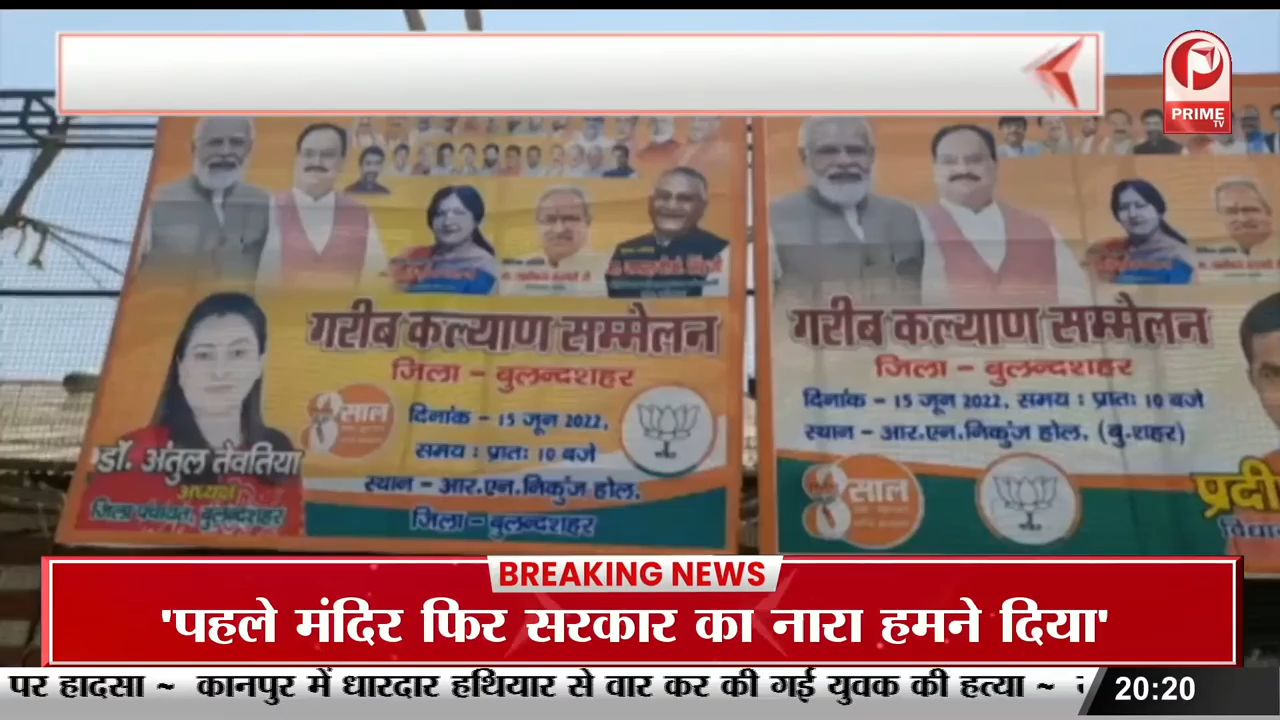 PRIME
TV
गरीब कल्याण सम्मेलन
जिला - बुलन्दशहर
8 साल
दिनांक - 15 जून 2022,
समय : प्रातः 10 बजे
स्थान - आर.एन.निकुंज होल,
जिला - बुलन्दशहर
डॉ. अंतुल तेवतिया
अध्यक्ष
जिला पंचायत, बुलन्दशहर
गरीब कल्याण सम्मेलन
जिला - बुलन्दशहर
दिनांक - 15 जून 2022, समय : प्रातः 10 बजे
स्थान - आर.एन.निकुंज होल, (बु.शहर)
8 साल
प्रदी
विधा
BREAKING NEWS
'पहले मंदिर फिर सरकार का नारा हमने दिया'
पर हादसा ~ कानपुर में धारदार हथियार से वार कर की गई युवक की हत्या ~
20:20